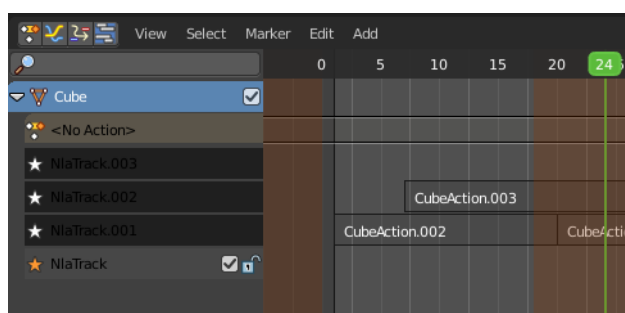 View Select Marker Edit Add
0 5 10 15 20 24
Cube
<No Action>
NlaTrack.003
NlaTrack.002 CubeAction.003
NlaTrack.001 CubeAction.002 CubeActi
NlaTrack